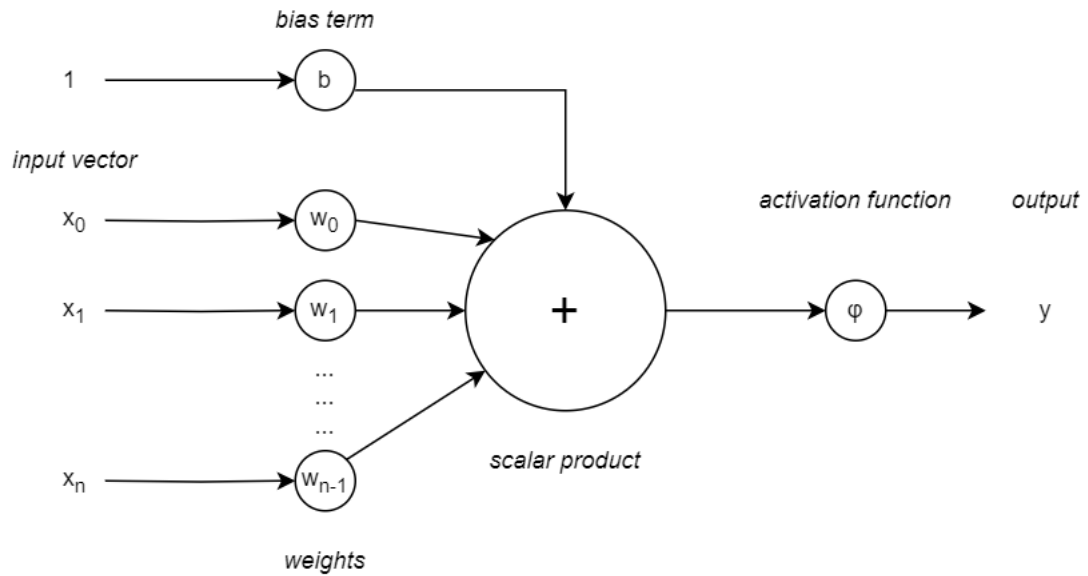 bias term
1
b
input vector
activation function
output
x₀
w₀
x₁
w₁
+
φ
y
...
...
...
scalar product
xₙ
wₙ₋₁
weights